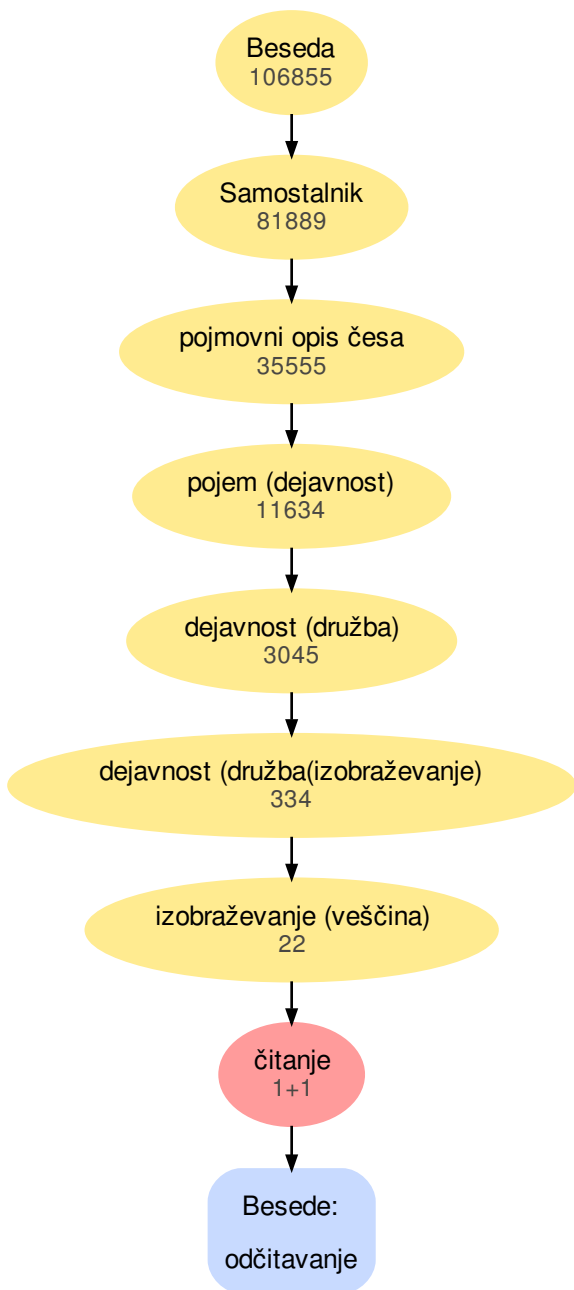 Beseda
106855
Samostalnik
81889
pojmovni opis česa
35555
pojem (dejavnost)
11634
dejavnost (družba)
3045
dejavnost (družba(izobraževanje)
334
izobraževanje (veščina)
22
čitanje
1+1
Besede:
odčitavanje